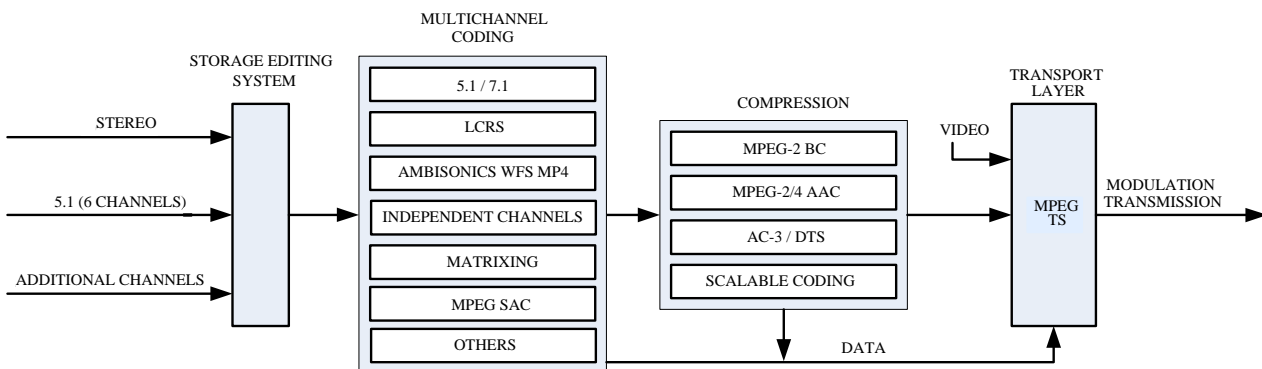 MULTICHANNEL
CODING
STORAGE EDITING
SYSTEM
5.1 / 7.1
LCRS
AMBISONICS WFS MP4
INDEPENDENT CHANNELS
MATRIXING
MPEG SAC
OTHERS
STEREO
5.1 (6 CHANNELS)
ADDITIONAL CHANNELS
COMPRESSION
MPEG-2 BC
MPEG-2/4 AAC
AC-3 / DTS
SCALABLE CODING
DATA
TRANSPORT
LAYER
VIDEO
MPEG
TS
MODULATION
TRANSMISSION